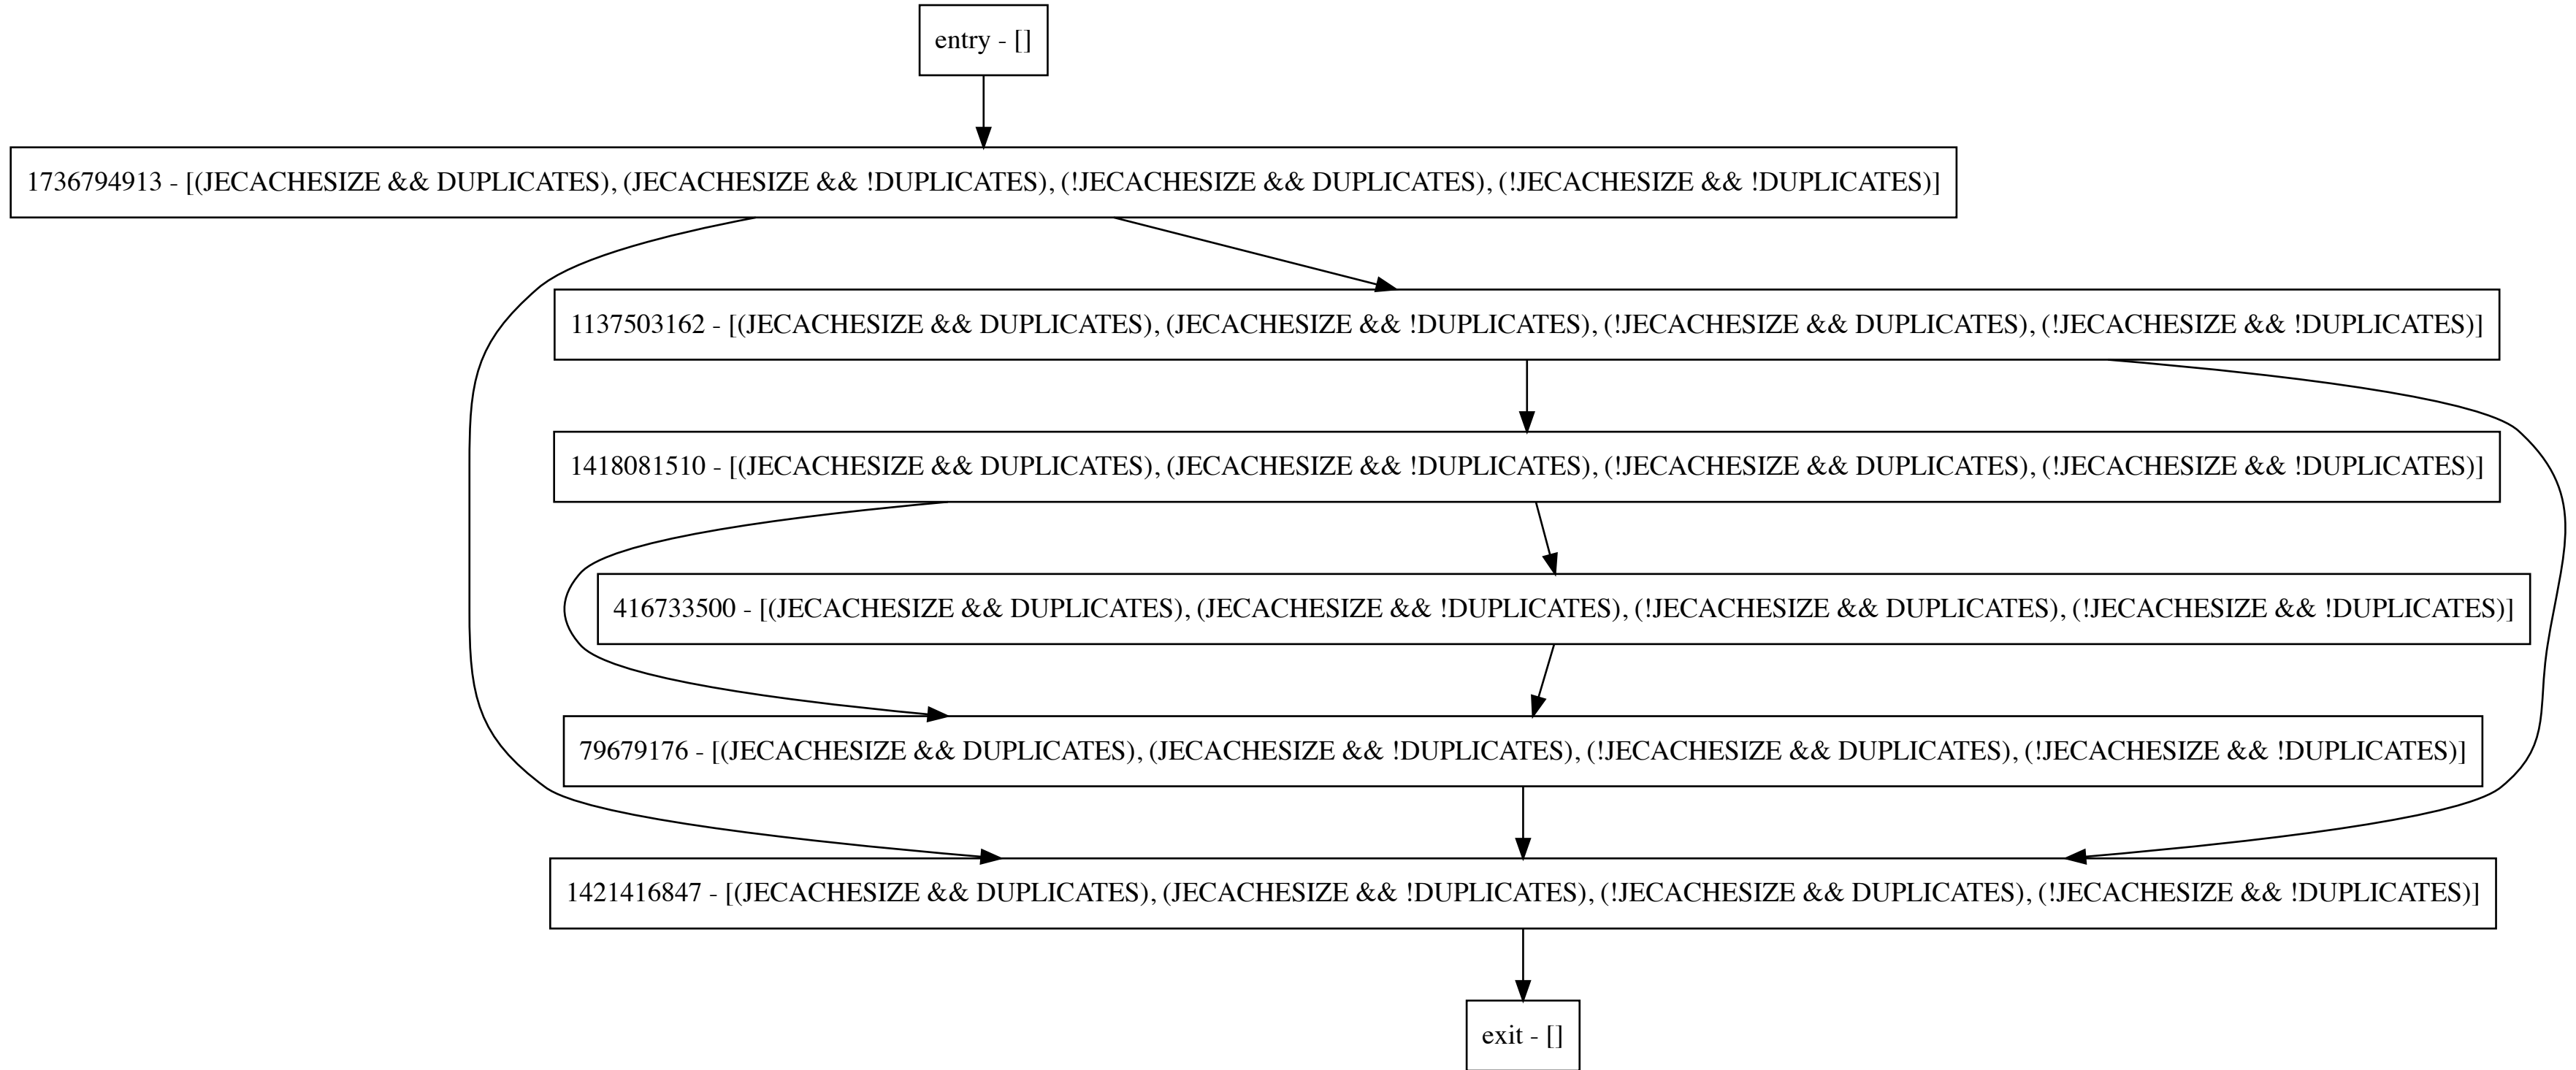 entry - []
1736794913 - [(JECACHESIZE && DUPLICATES), (JECACHESIZE && !DUPLICATES), (!JECACHESIZE && DUPLICATES), (!JECACHESIZE && !DUPLICATES)]
1137503162 - [(JECACHESIZE && DUPLICATES), (JECACHESIZE && !DUPLICATES), (!JECACHESIZE && DUPLICATES), (!JECACHESIZE && !DUPLICATES)]
1418081510 - [(JECACHESIZE && DUPLICATES), (JECACHESIZE && !DUPLICATES), (!JECACHESIZE && DUPLICATES), (!JECACHESIZE && !DUPLICATES)]
416733500 - [(JECACHESIZE && DUPLICATES), (JECACHESIZE && !DUPLICATES), (!JECACHESIZE && DUPLICATES), (!JECACHESIZE && !DUPLICATES)]
79679176 - [(JECACHESIZE && DUPLICATES), (JECACHESIZE && !DUPLICATES), (!JECACHESIZE && DUPLICATES), (!JECACHESIZE && !DUPLICATES)]
1421416847 - [(JECACHESIZE && DUPLICATES), (JECACHESIZE && !DUPLICATES), (!JECACHESIZE && DUPLICATES), (!JECACHESIZE && !DUPLICATES)]
exit - []